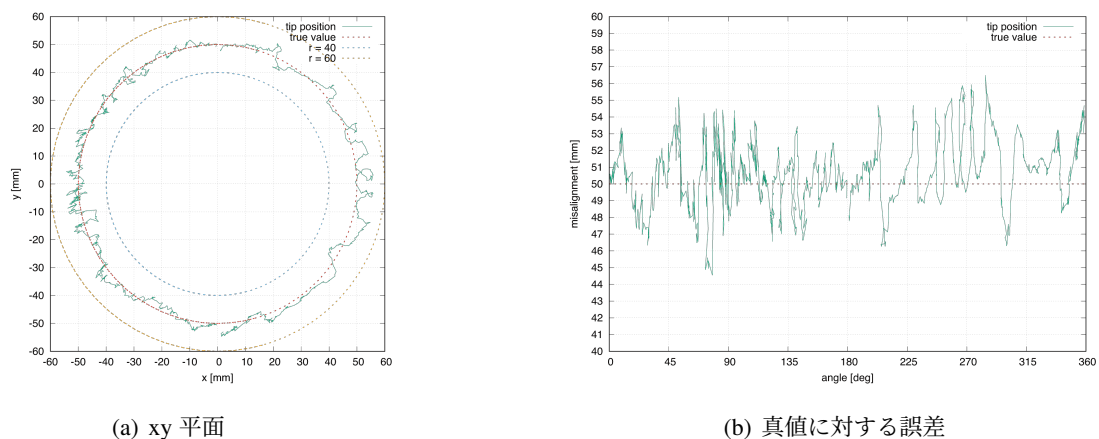 60
50
40
30
20
10
0
-10
-20
-30
-40
-50
-60
y [mm]
-60 -50 -40 -30 -20 -10 0 10 20 30 40 50 60
x [mm]
tip position
true value
r = 40
r = 60
(a) xy 平面
60
59
58
57
56
55
53
52
51
50
49
48
47
46
45
44
43
42
41
40
misalignment [mm]
0 45 90 135 180 225 270 315 360
angle [deg]
tip position
true value
(b) 真値に対する誤差